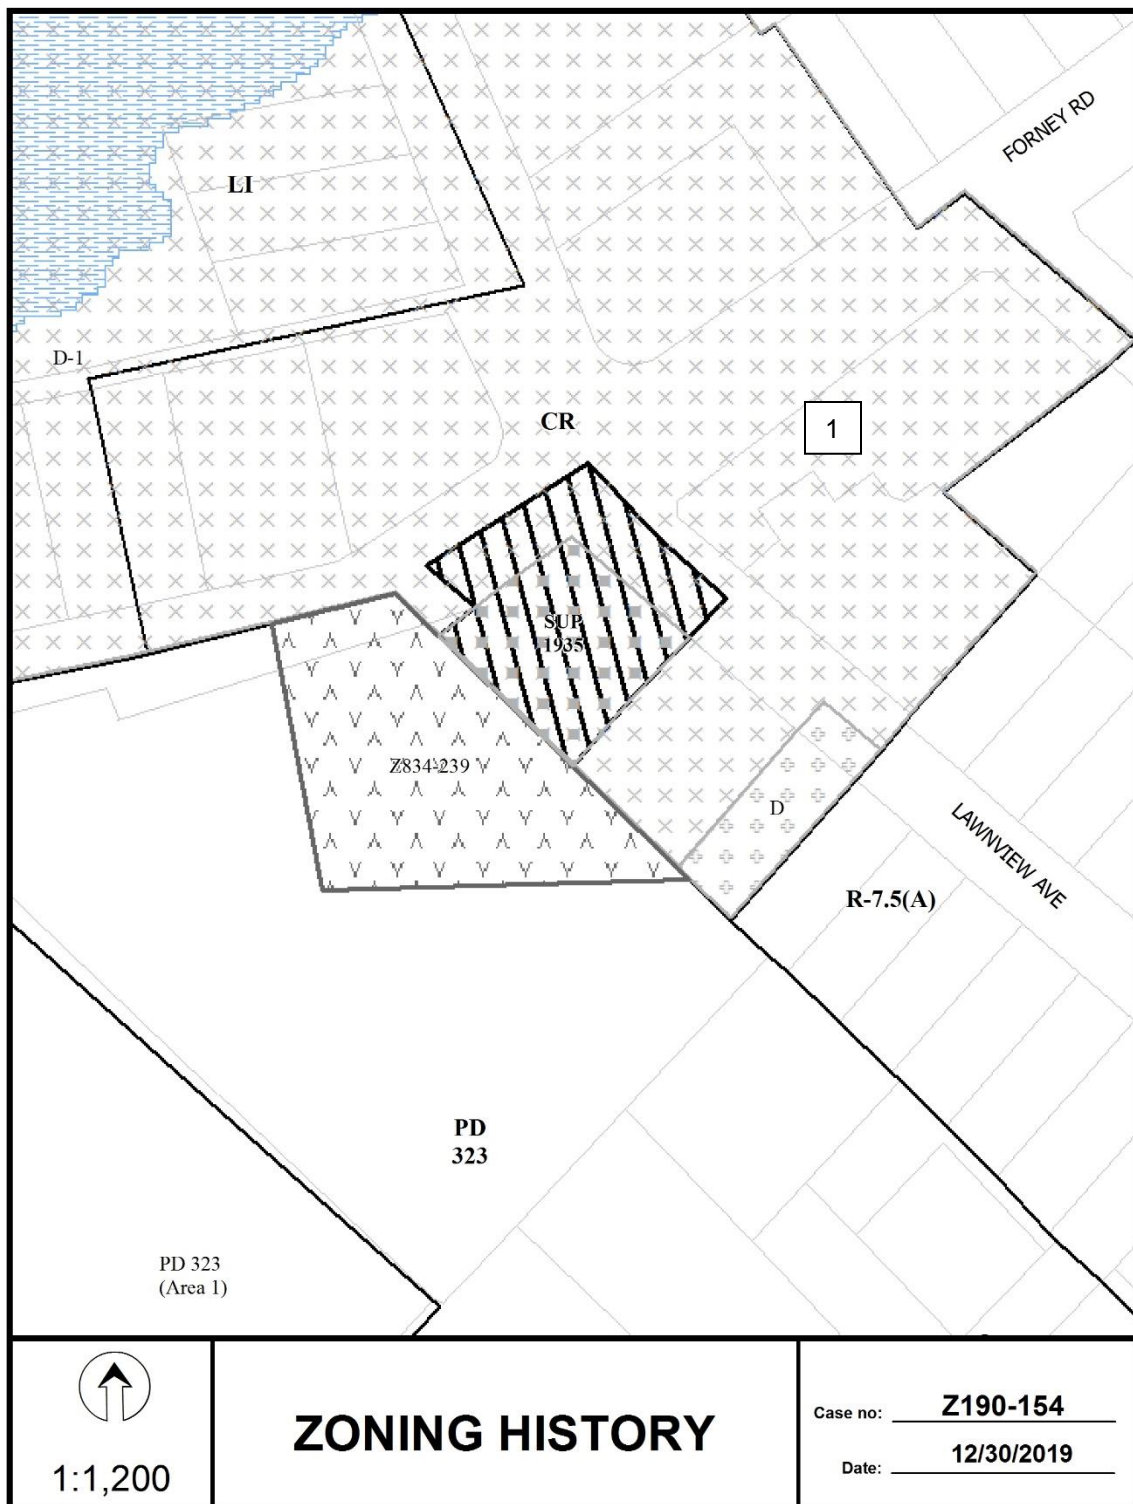 FORNEY RD
LI
D-1
CR
1
SUP
1935
Z834-239
D
LAWNVIEW AVE
R-7.5(A)
PD
323
PD 323
(Area 1)
1:1,200
ZONING HISTORY
Case no: Z190-154
Date: 12/30/2019